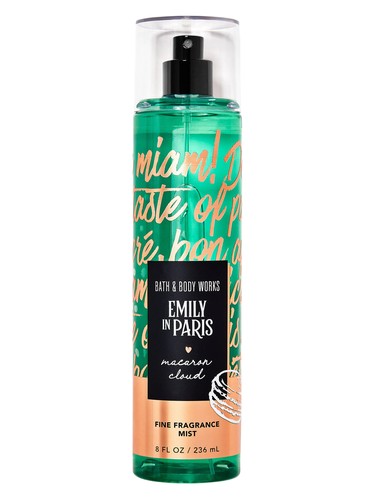 miam! D
aste of p
ré, bon a
BATH & BODY WORKS
EMILY
IN PARIS
macaron
cloud
FINE FRAGRANCE
MIST
8 FL OZ / 236 mL